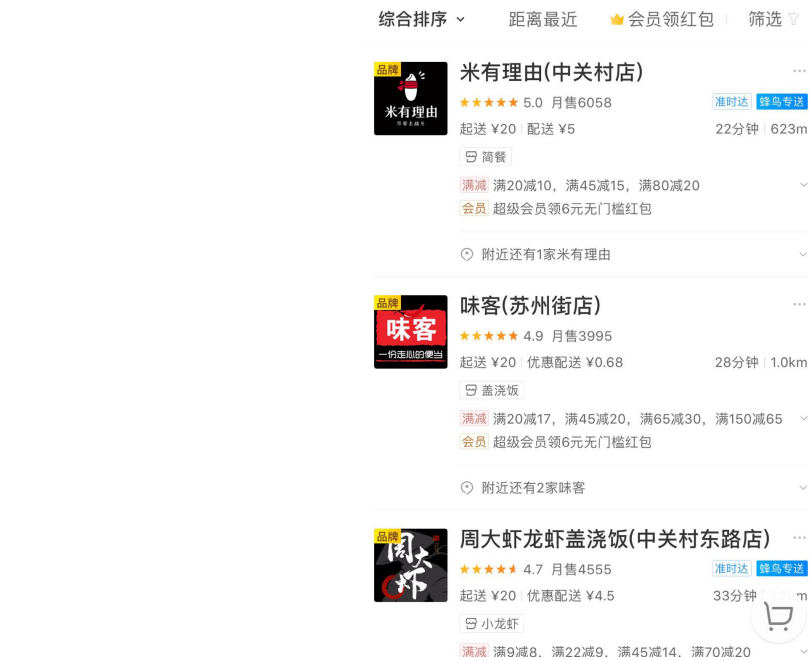 综合排序 距离最近 会员领红包 筛选
品牌
米有理由
米有理由(中关村店)
5.0 月售6058 准时达 蜂鸟专送
起送 ¥20 配送 ¥5 22分钟 623m
简餐
满减 满20减10，满45减15，满80减20
会员 超级会员领6元无门槛红包
附近还有1家米有理由
品牌
味客
一份走心的便当
味客(苏州街店)
4.9 月售3995
起送 ¥20 优惠配送 ¥0.68 28分钟 1.0km
盖浇饭
满减 满20减17，满45减20，满65减30，满150减65
会员 超级会员领6元无门槛红包
附近还有2家味客
品牌
周大虾
周大虾龙虾盖浇饭(中关村东路店)
4.7 月售4555 准时达 蜂鸟专送
起送 ¥20 优惠配送 ¥4.5 33分钟
小龙虾
满减 满9减8，满22减9，满45减14，满70减20